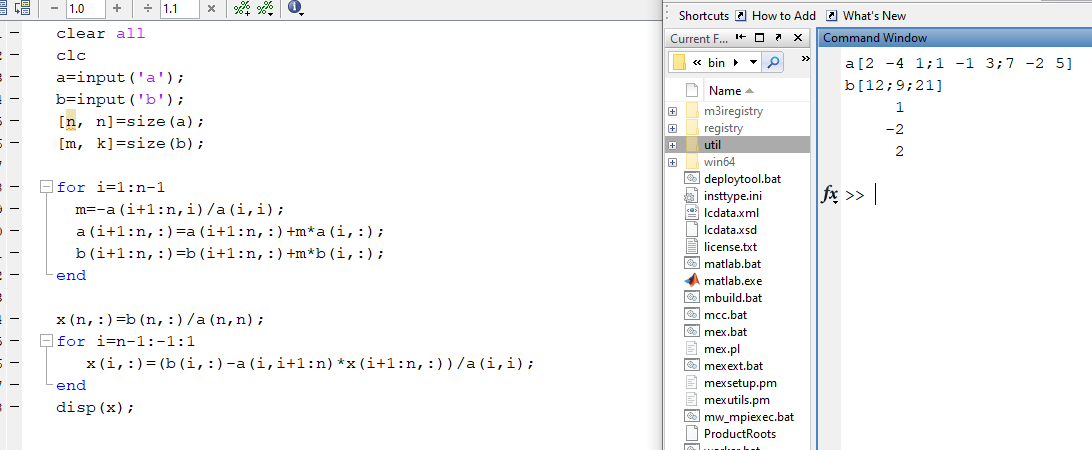 1.0
1.1
clear all
clc
a=input('a');
b=input('b');
[n, n]=size(a);
[m, k]=size(b);
for i=1:n-1
m=-a(i+1:n,i)/a(i,i);
a(i+1:n,:)=a(i+1:n,:)+m*a(i,:);
b(i+1:n,:)=b(i+1:n,:)+m*b(i,:);
end
x(n,:)=b(n,:)/a(n,n);
for i=n-1:-1:1
x(i,:)=(b(i,:)-a(i,i+1:n)*x(i+1:n,:))/a(i,i);
end
disp(x);
Shortcuts How to Add What's New
Current F...
« bin »
Name
m3iregistry
registry
util
win64
deploytool.bat
insttype.ini
lcdata.xml
lcdata.xsd
license.txt
matlab.bat
matlab.exe
mbuild.bat
mcc.bat
mex.bat
mex.pl
mexext.bat
mexsetup.pm
mexutils.pm
mw_mpiexec.bat
ProductRoots
Command Window
a[2 -4 1;1 -1 3;7 -2 5]
b[12;9;21]
1
-2
2
fx >>